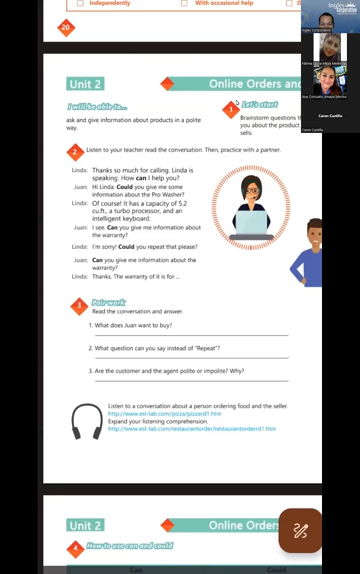 Independently
With occasional help
20
Unit 2
Online Orders and
I will be able to...
ask and give information about products in a polite
way.
1
Let's start
Brainstorm questions th
you about the product
sells.
2
Listen to your teacher read the conversation. Then, practice with a partner.
Linda: Thanks so much for calling. Linda is
speaking. How can I help you?
Juan: Hi Linda. Could you give me some
information about the Pro Washer?
Linda: Of course! It has a capacity of 5.2
cu.ft., a turbo processor, and an
intelligent keyboard.
Juan: I see. Can you give me information about
the warranty?
Linda: I'm sorry! Could you repeat that please?
Juan: Can you give me information about the
warranty?
Linda: Thanks. The warranty of it is for ...
3
Pair work
Read the conversation and answer.
1. What does Juan want to buy?
2. What question can you say instead of "Repeat"?
3. Are the customer and the agent polite or impolite? Why?
Listen to a conversation about a person ordering food and the seller.
http://www.esl-lab.com/pizza/pizzard1.htm
Expand your listening comprehension.
http://www.esl-lab.com/restaurantorder/restaurantorderrd1.htm
Unit 2
Online Orders
4
How to use can and could
Can
Could
Inglés Corporativo
Caren Castillo
Caren Castillo